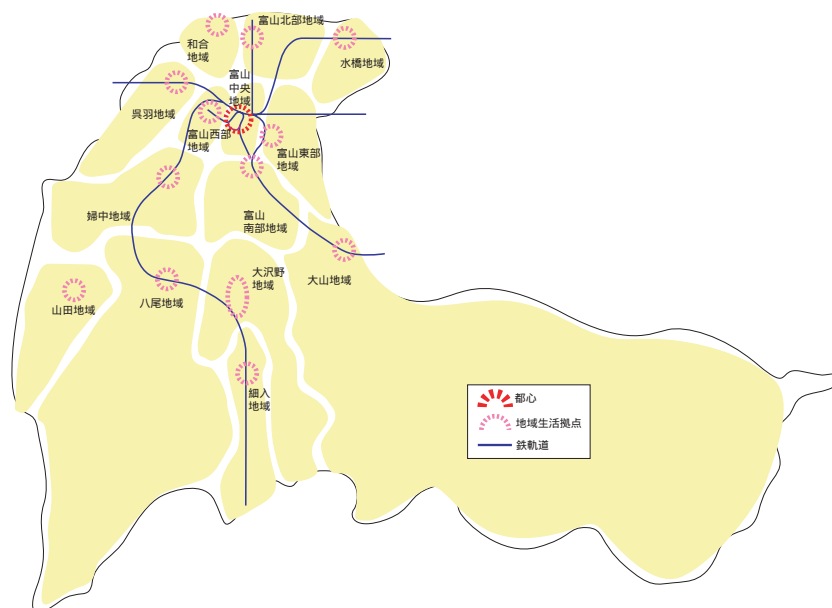 富山北部地域
和合
地域
水橋地域
富山
中央
地域
呉羽地域
富山西部
地域
富山東部
地域
婦中地域
富山
南部地域
大沢野
地域
大山地域
山田地域
八尾地域
細入
地域
都心
地域生活拠点
鉄軌道